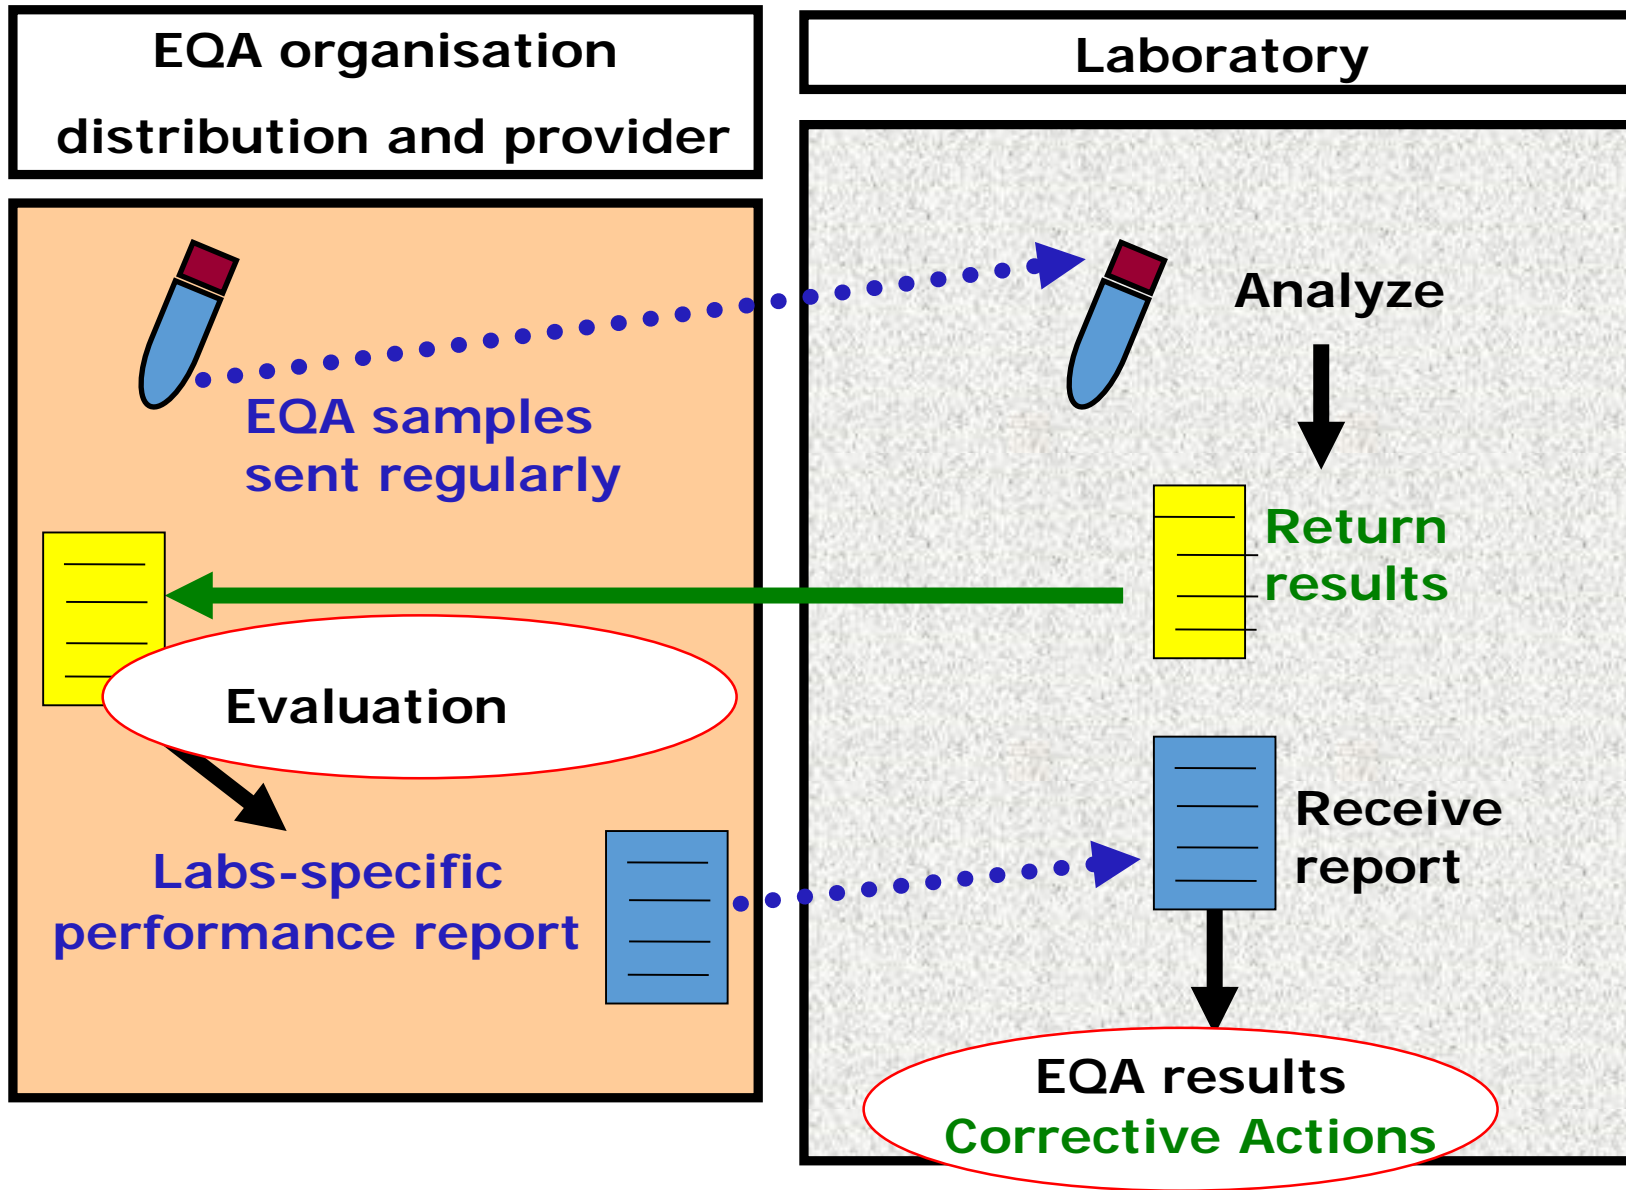 EQA organisation
distribution and provider
Laboratory
EQA samples
sent regularly
Analyze
Return
results
Evaluation
Labs-specific
performance report
Receive
report
EQA results
Corrective Actions